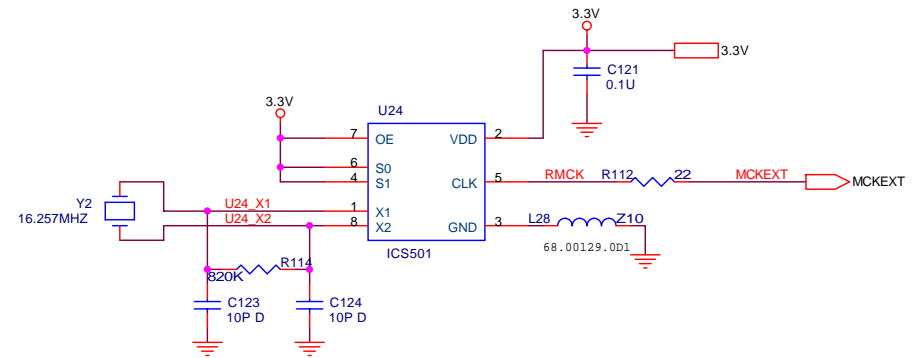 3.3V
3.3V
C121
0.1U
3.3V
U24
7
OE
VDD
2
6
S0
4
S1
CLK
5
RMCK
R112
22
MCKEXT
MCKEXT
Y2
16.257MHZ
U24_X1
1
X1
U24_X2
8
X2
GND
3
L28
Z10
68.00129.0D1
ICS501
R114
820K
C123
10P D
C124
10P D